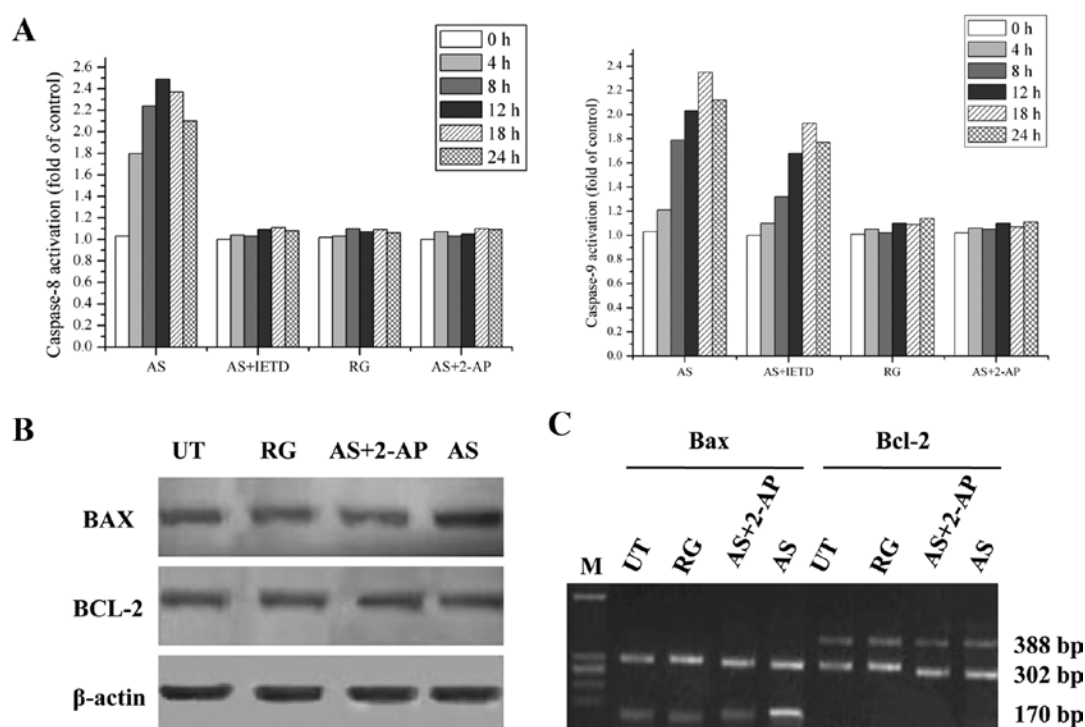 A
Caspase-8 activation (fold of control)
2.6
2.4
2.2
2.0
1.8
1.6
1.4
1.2
1.0
0.8
0.6
0.4
0.2
0.0
0 h
4 h
8 h
12 h
18 h
24 h
AS AS+IETD RG AS+2-AP
Caspase-9 activation (fold of control)
2.4
2.2
2.0
1.8
1.6
1.4
1.2
1.0
0.8
0.6
0.4
0.2
0.0
0 h
4 h
8 h
12 h
18 h
24 h
AS AS+IETD RG AS+2-AP
B
UT RG AS+2-AP AS
BAX
BCL-2
β-actin
C
Bax Bcl-2
M UT RG AS+2-AP AS UT RG AS+2-AP AS
388 bp
302 bp
170 bp